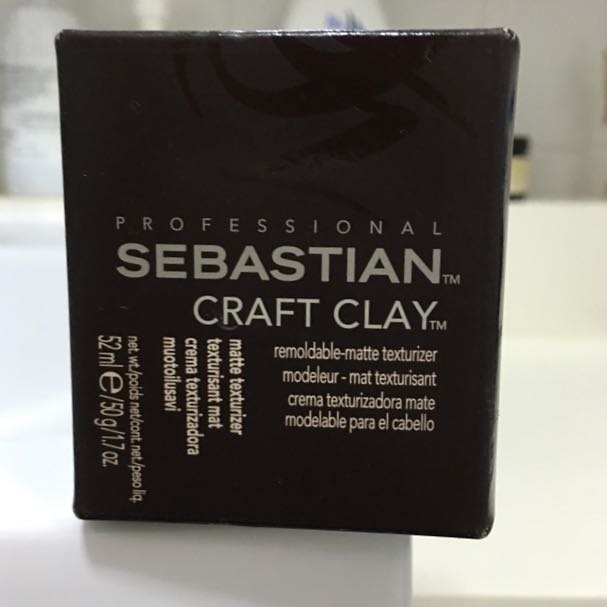 PROFESSIONAL
SEBASTIAN™
CRAFT CLAY™
remoldable-matte texturizer
modeleur - mat texturisant
crema texturizadora mate
modelable para el cabello
matte texturizer
texturisant mat
crema texturizadora
muotoilusavi
net. wt./poids net/cont. net./peso liq.
52 ml ℮/50 g/1.7 oz.